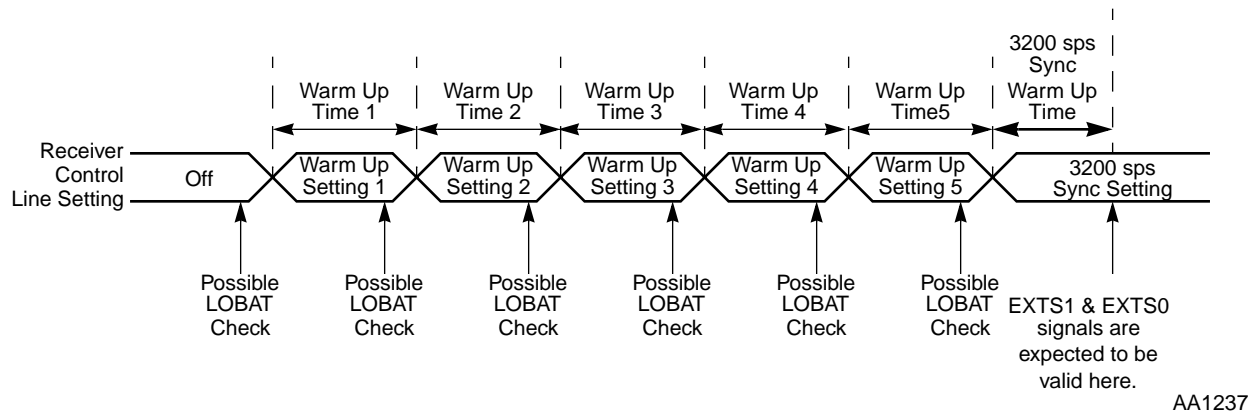 3200 sps
Sync
Warm Up
Time 1
Warm Up
Time 2
Warm Up
Time 3
Warm Up
Time 4
Warm Up
Time5
Warm Up
Time
Receiver
Control
Line Setting
Off
Warm Up
Setting 1
Warm Up
Setting 2
Warm Up
Setting 3
Warm Up
Setting 4
Warm Up
Setting 5
3200 sps
Sync Setting
Possible
LOBAT
Check
Possible
LOBAT
Check
Possible
LOBAT
Check
Possible
LOBAT
Check
Possible
LOBAT
Check
Possible
LOBAT
Check
EXTS1 & EXTS0
signals are
expected to be
valid here.
AA1237